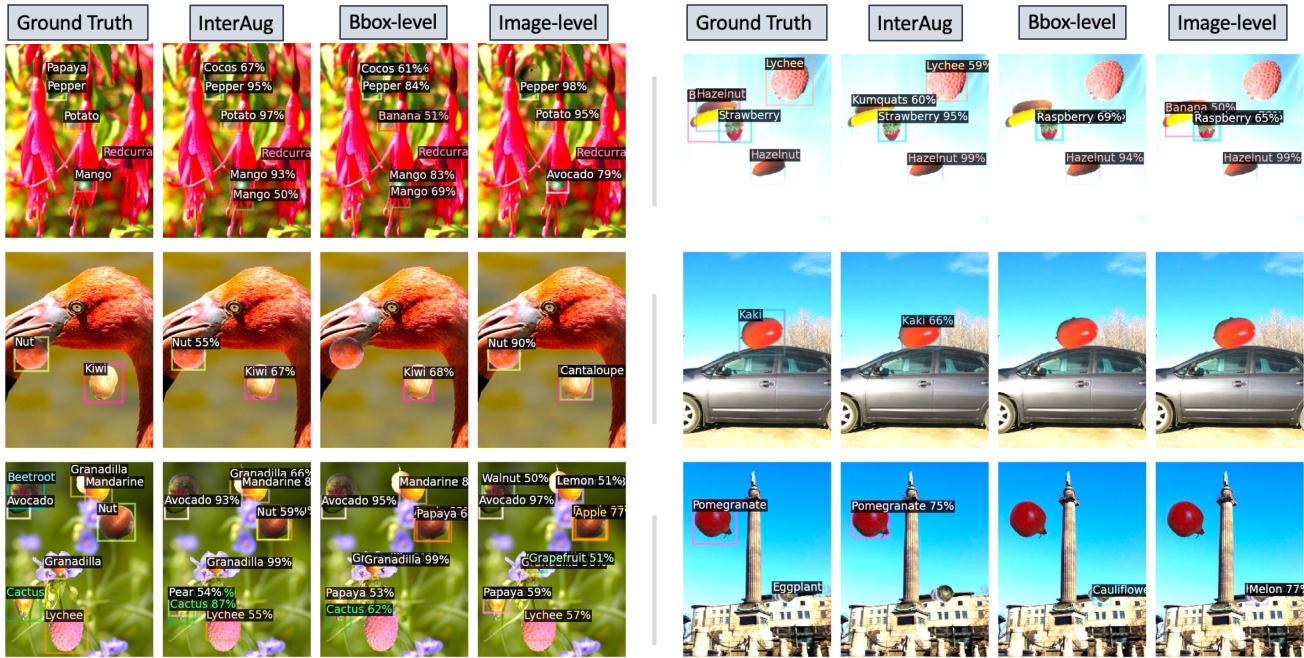 Ground Truth InterAug Bbox-level Image-level Ground Truth InterAug Bbox-level Image-level
Papaya
Pepper
Potato
Redcurra
Mango
Cocos 67%
Pepper 95%
Potato 97%
Redcurra
Mango 93%
Mango 50%
Cocos 61%
Pepper 84%
Banana 51%
Redcurra
Mango 83%
Mango 69%
Pepper 98%
Potato 95%
Redcurra
Avocado 79%
Lychee
Hazelnut
Strawberry
Hazelnut
Lychee 59%
Kumquats 60%
Strawberry 95%
Hazelnut 99%
Raspberry 69%
Hazelnut 94%
Banana 50%
Raspberry 65%
Hazelnut 99%
Nut
Kiwi
Nut 55%
Kiwi 67%
Kiwi 68%
Nut 90%
Cantaloupe
Kaki
Kaki 66%
Granadilla
Beetroot
Mandarine
Avocado
Nut
Granadilla
Cactus
Lychee
Granadilla 66%
Mandarine 8
Avocado 93%
Nut 59%
Granadilla 99%
Pear 54%
Cactus 87%
Lychee 55%
Mandarine 8
Avocado 95%
Papaya 6
Granadilla 99%
Papaya 53%
Cactus 62%
Walnut 50%
Lemon 51%
Avocado 97%
Apple 77
Grapefruit 51%
Papaya 59%
Lychee 57%
Pomegranate
Eggplant
Pomegranate 75%
Cauliflowe
Melon 77%